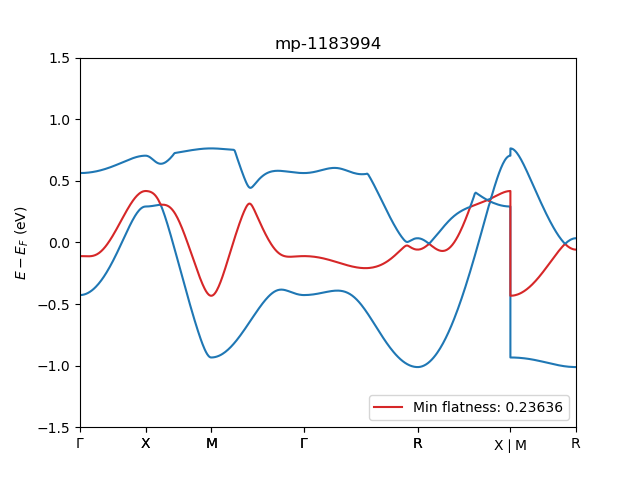 mp-1183994
1.5
1.0
0.5
0.0
−0.5
−1.0
−1.5
E − E_F (eV)
Γ X M Γ R X | M R
Min flatness: 0.23636